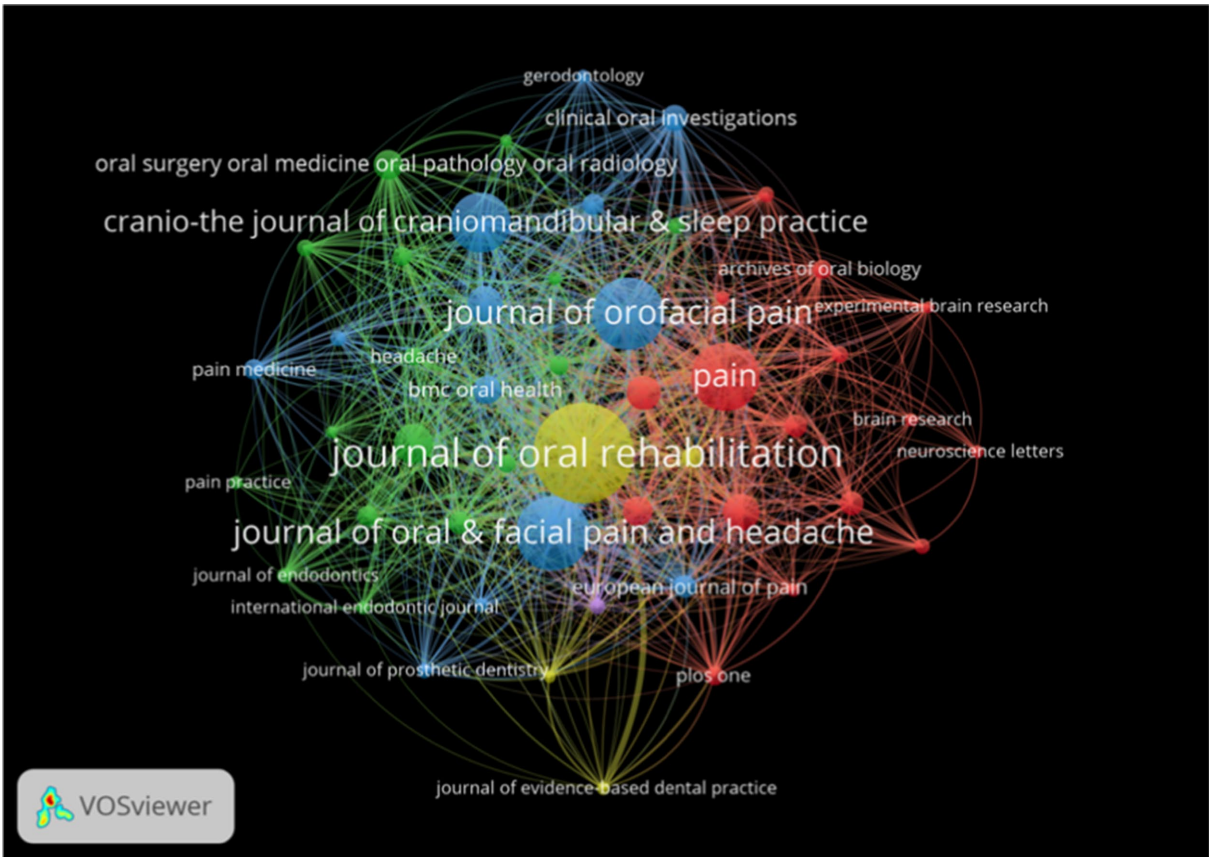 gerodontology
clinical oral investigations
oral surgery oral medicine oral pathology oral radiology
cranio-the journal of craniomandibular & sleep practice
archives of oral biology
journal of orofacial pain
experimental brain research
headache
pain medicine
pain
bmc oral health
brain research
journal of oral rehabilitation
neuroscience letters
pain practice
journal of oral & facial pain and headache
journal of endodontics
european journal of pain
international endodontic journal
journal of prosthetic dentistry
plos one
journal of evidence-based dental practice
VOSviewer